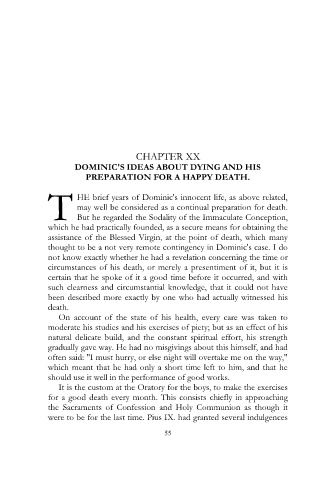 CHAPTER XX
DOMINIC'S IDEAS ABOUT DYING AND HIS
PREPARATION FOR A HAPPY DEATH.
THE brief years of Dominic's innocent life, as above related,
may well be considered as a continual preparation for death.
But he regarded the Sodality of the Immaculate Conception,
which he had practically founded, as a secure means for obtaining the
assistance of the Blessed Virgin, at the point of death, which many
thought to be a not very remote contingency in Dominic's case. I do
not know exactly whether he had a revelation concerning the time or
circumstances of his death, or merely a presentiment of it, but it is
certain that he spoke of it a good time before it occurred, and with
such clearness and circumstantial knowledge, that it could not have
been described more exactly by one who had actually witnessed his
death.
On account of the state of his health, every care was taken to
moderate his studies and his exercises of piety; but as an effect of his
natural delicate build, and the constant spiritual effort, his strength
gradually gave way. He had no misgivings about this himself, and had
often said: "I must hurry, or else night will overtake me on the way,"
which meant that he had only a short time left to him, and that he
should use it well in the performance of good works.
It is the custom at the Oratory for the boys, to make the exercises
for a good death every month. This consists chiefly in approaching
the Sacraments of Confession and Holy Communion as though it
were to be for the last time. Pius IX. had granted several indulgences
55